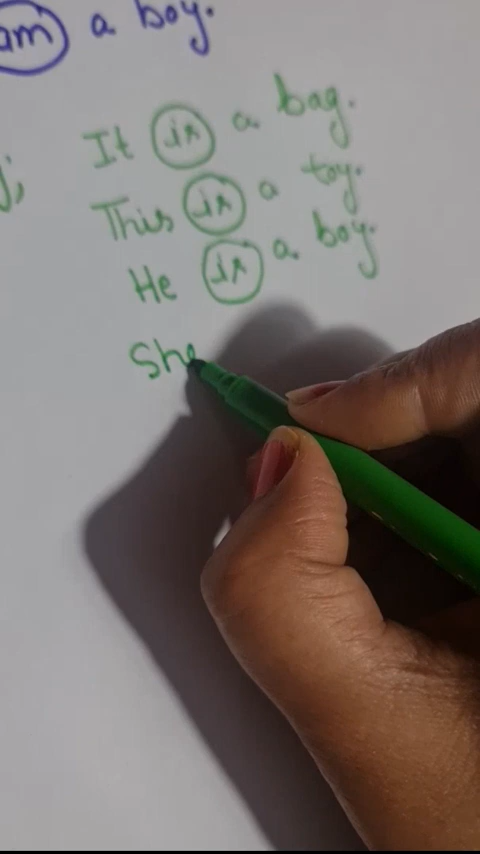 am a boy.
It is a bag.
This is a toy.
He is a boy.
She